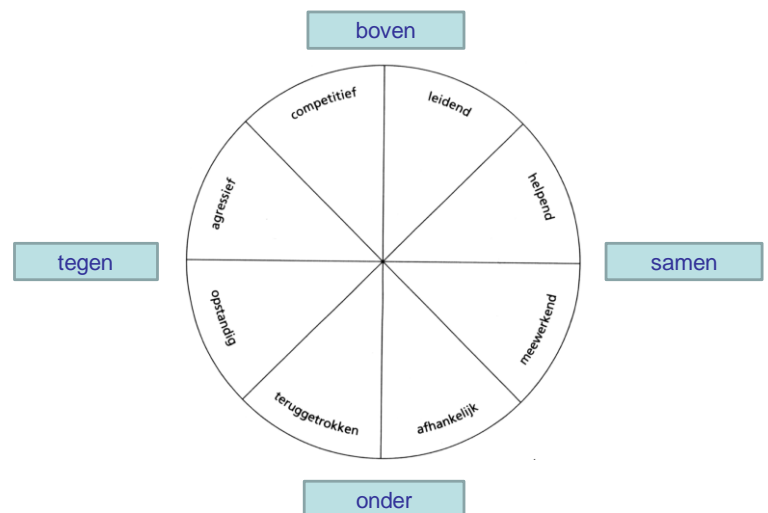 boven
competitief
leidend
agressief
helpend
tegen
samen
opstandig
meewerkend
teruggetrokken
afhankelijk
onder